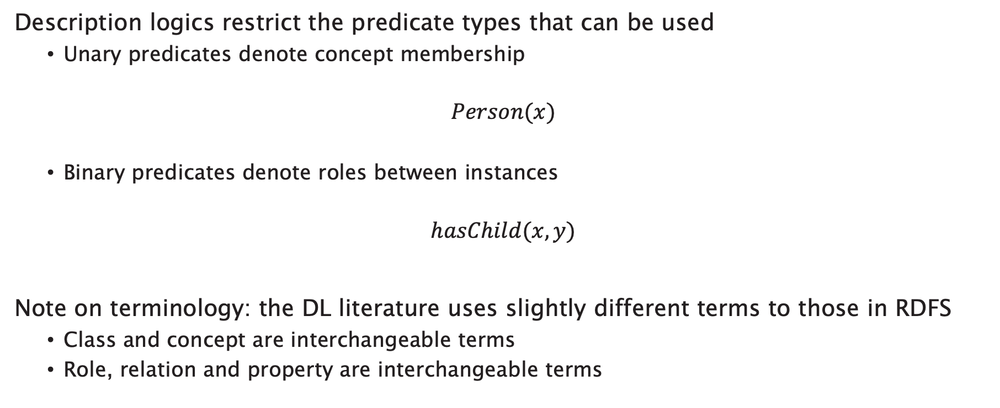 Description logics restrict the predicate types that can be used
• Unary predicates denote concept membership
Person(x)
• Binary predicates denote roles between instances
hasChild(x, y)
Note on terminology: the DL literature uses slightly different terms to those in RDFS
• Class and concept are interchangeable terms
• Role, relation and property are interchangeable terms